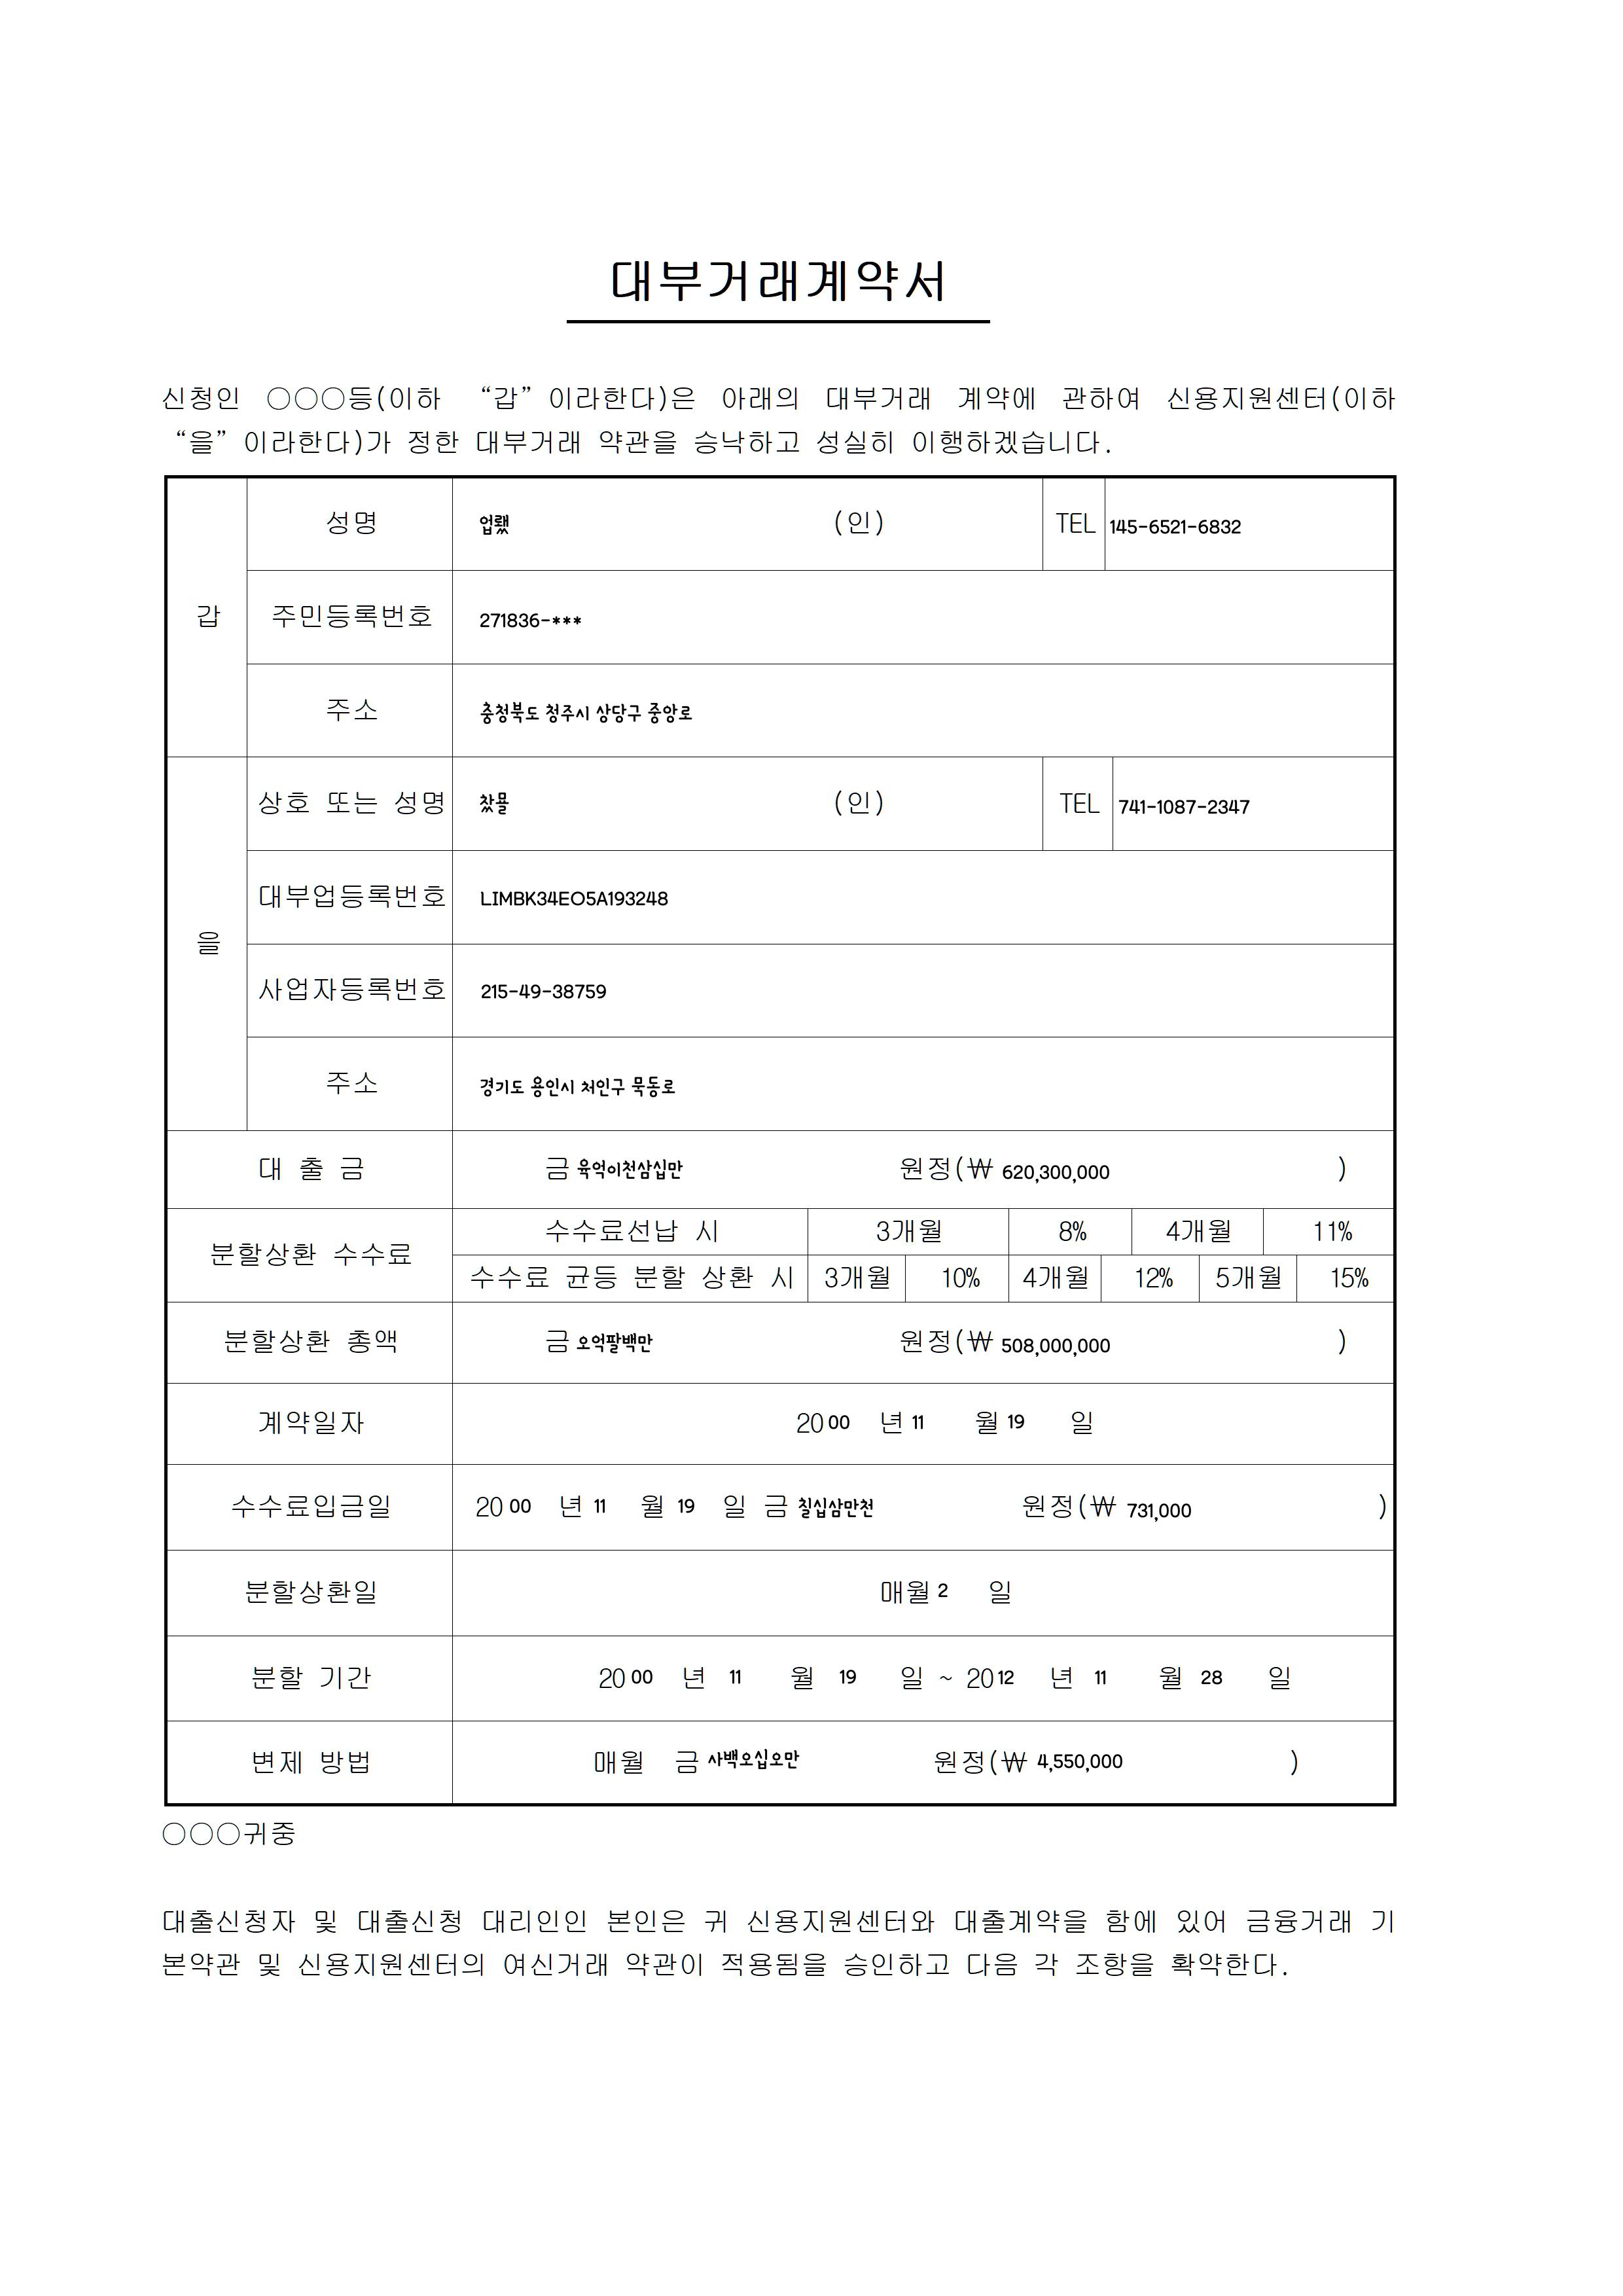 대부거래계약서
신청인 ○○○등(이하 “갑”이라한다)은 아래의 대부거래 계약에 관하여 신용지원센터(이하
“을”이라한다)가 정한 대부거래 약관을 승낙하고 성실히 이행하겠습니다.
갑
성명 (인) TEL 145-6521-6832
주민등록번호 271836-***
주소 충청북도 청주시 상당구 중앙로
을
상호 또는 성명 (인) TEL 741-1087-2347
대부업등록번호 LIMBK34EO5A193248
사업자등록번호 215-49-38759
주소 경기도 용인시 처인구 묵동로
대 출 금 금 육억이천삼십만 원정(₩ 620,300,000 )
분할상환 수수료
수수료선납 시 3개월 8% 4개월 11%
수수료 균등 분할 상환 시 3개월 10% 4개월 12% 5개월 15%
분할상환 총액 금 오억팔백만 원정(₩ 508,000,000 )
계약일자 20 00 년 11 월 19 일
수수료입금일 20 00 년 11 월 19 일 금 칠십삼만천 원정(₩ 731,000 )
분할상환일 매월 2 일
분할 기간 20 00 년 11 월 19 일 ~ 20 12 년 11 월 28 일
변제 방법 매월 금 사백오십오만 원정(₩ 4,550,000 )
○○○귀중
대출신청자 및 대출신청 대리인인 본인은 귀 신용지원센터와 대출계약을 함에 있어 금융거래 기
본약관 및 신용지원센터의 여신거래 약관이 적용됨을 승인하고 다음 각 조항을 확약한다.